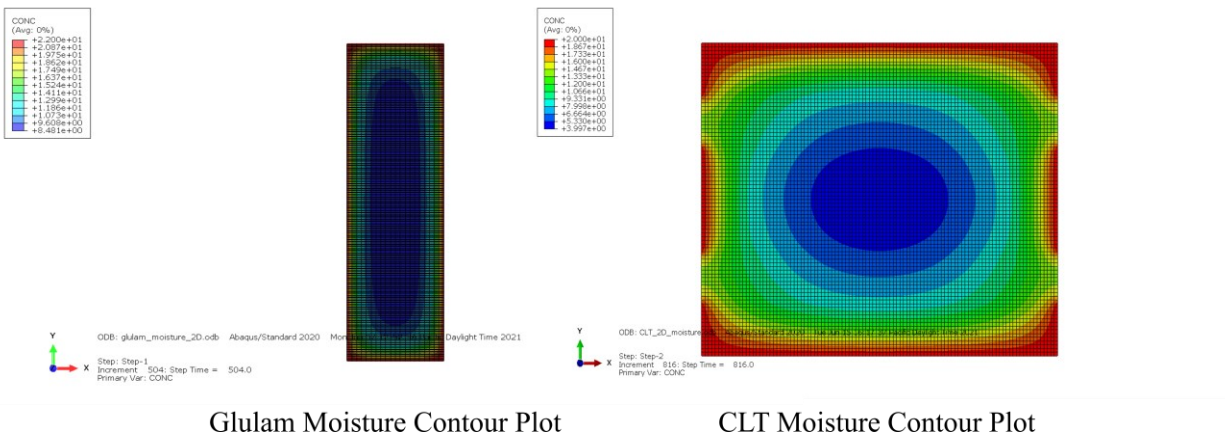 CONC
(Avg: 0%)
+2.200e+01
+2.087e+01
+1.975e+01
+1.862e+01
+1.749e+01
+1.637e+01
+1.524e+01
+1.411e+01
+1.299e+01
+1.186e+01
+1.073e+01
+9.608e+00
+8.481e+00
Y
X
ODB: glulam_moisture_2D.odb Abaqus/Standard 2020 Daylight Time 2021
Step: Step-1
Increment 504: Step Time = 504.0
Primary Var: CONC
CONC
(Avg: 0%)
+2.000e+01
+1.867e+01
+1.733e+01
+1.600e+01
+1.467e+01
+1.333e+01
+1.200e+01
+1.066e+01
+9.331e+00
+7.998e+00
+6.664e+00
+5.330e+00
+3.997e+00
Y
X
ODB: CLT_2D_moisture Abaqus/Standard 2020 Daylight Time 2021
Step: Step-2
Increment 816: Step Time = 816.0
Primary Var: CONC
Glulam Moisture Contour Plot
CLT Moisture Contour Plot